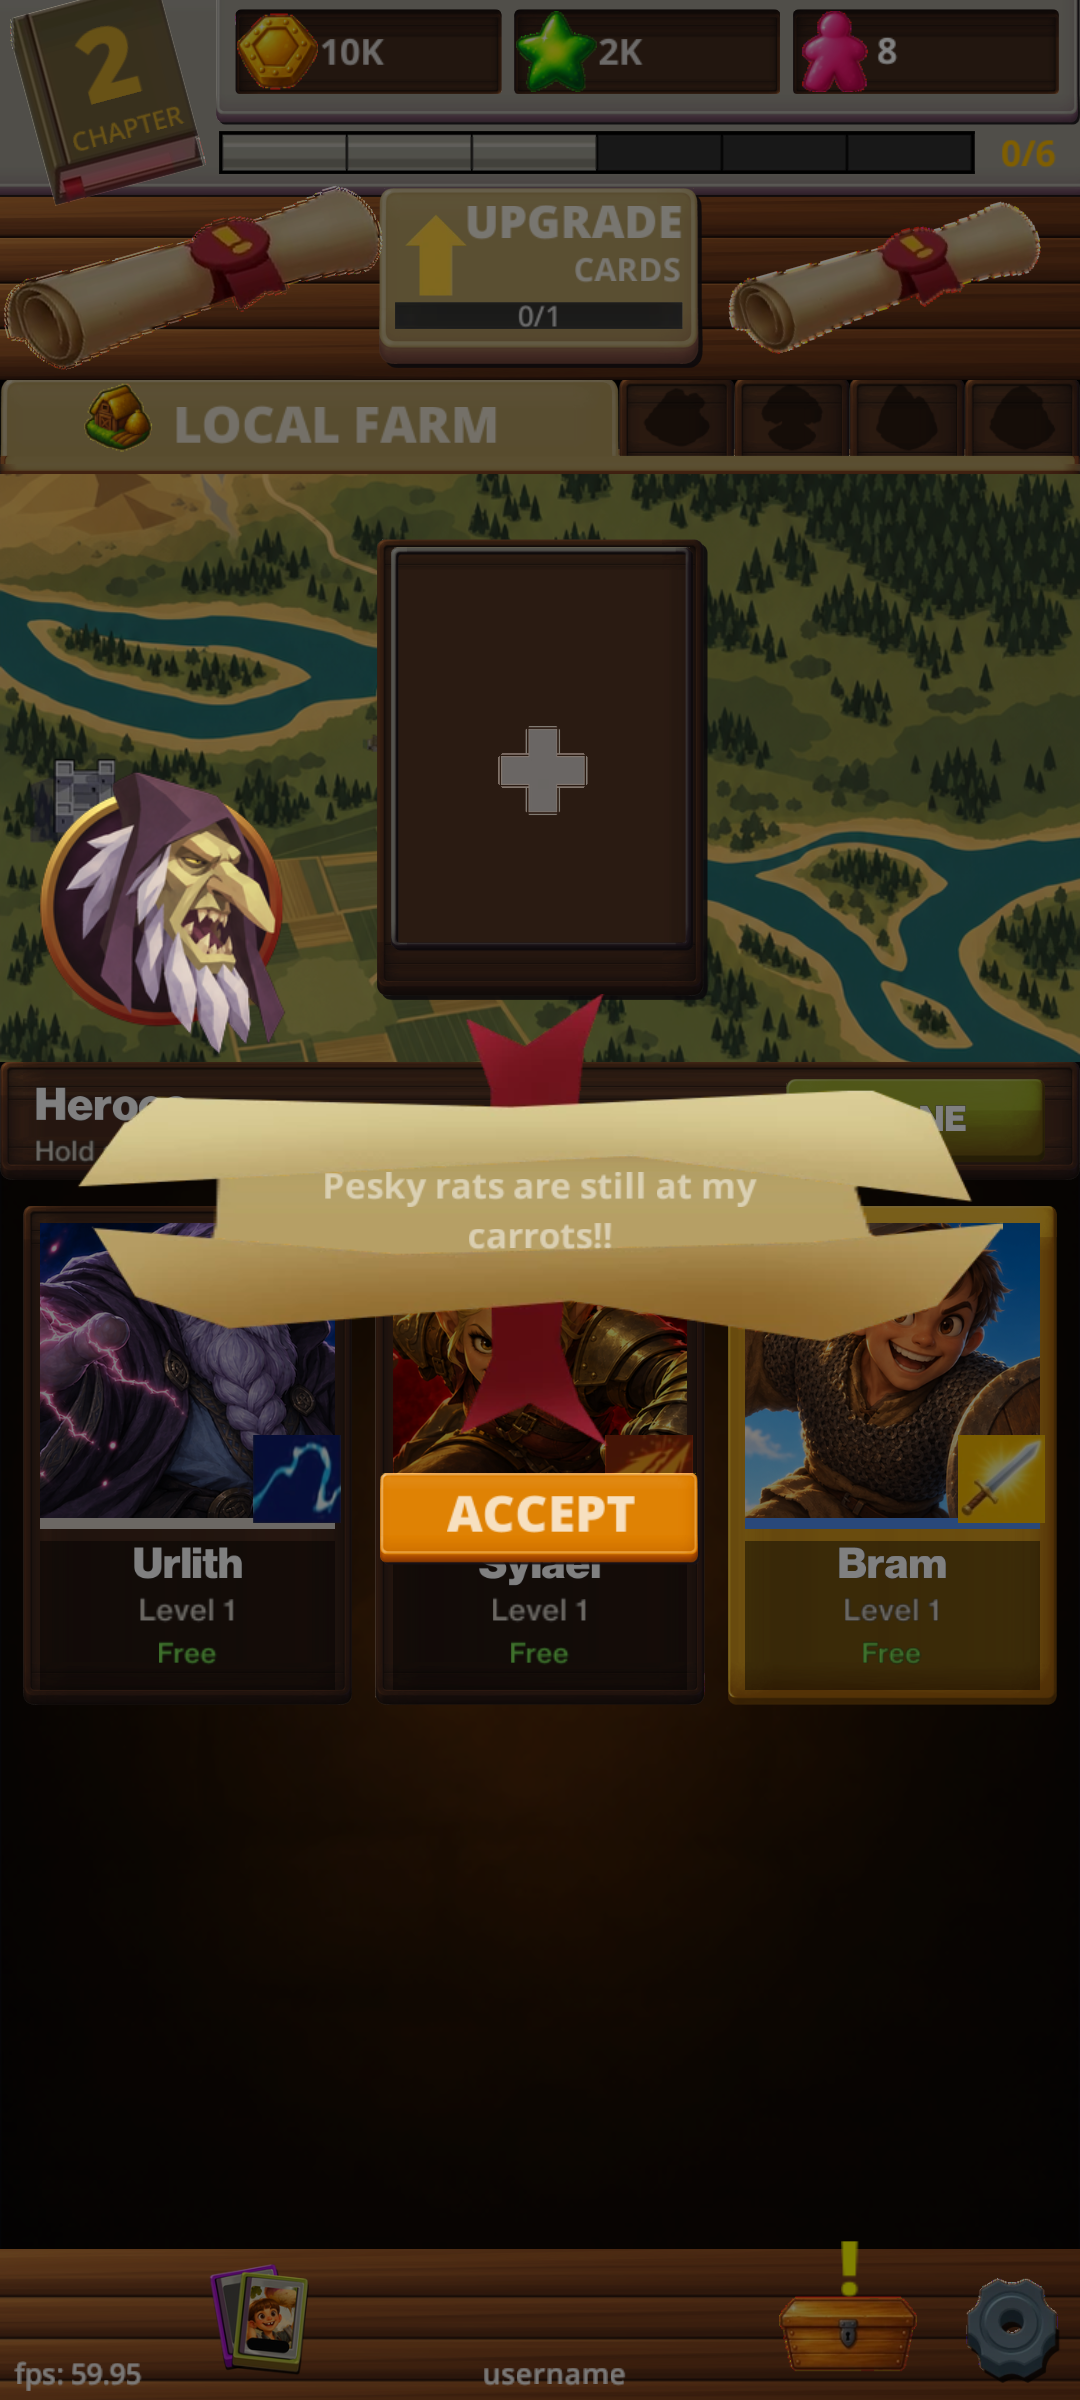 2
CHAPTER
10K
2K
8
0/6
UPGRADE
CARDS
0/1
LOCAL FARM
Hold
Pesky rats are still at my
carrots!!
ACCEPT
Urlith
Level 1
Free
Sylael
Level 1
Free
Bram
Level 1
Free
fps: 59.95
username